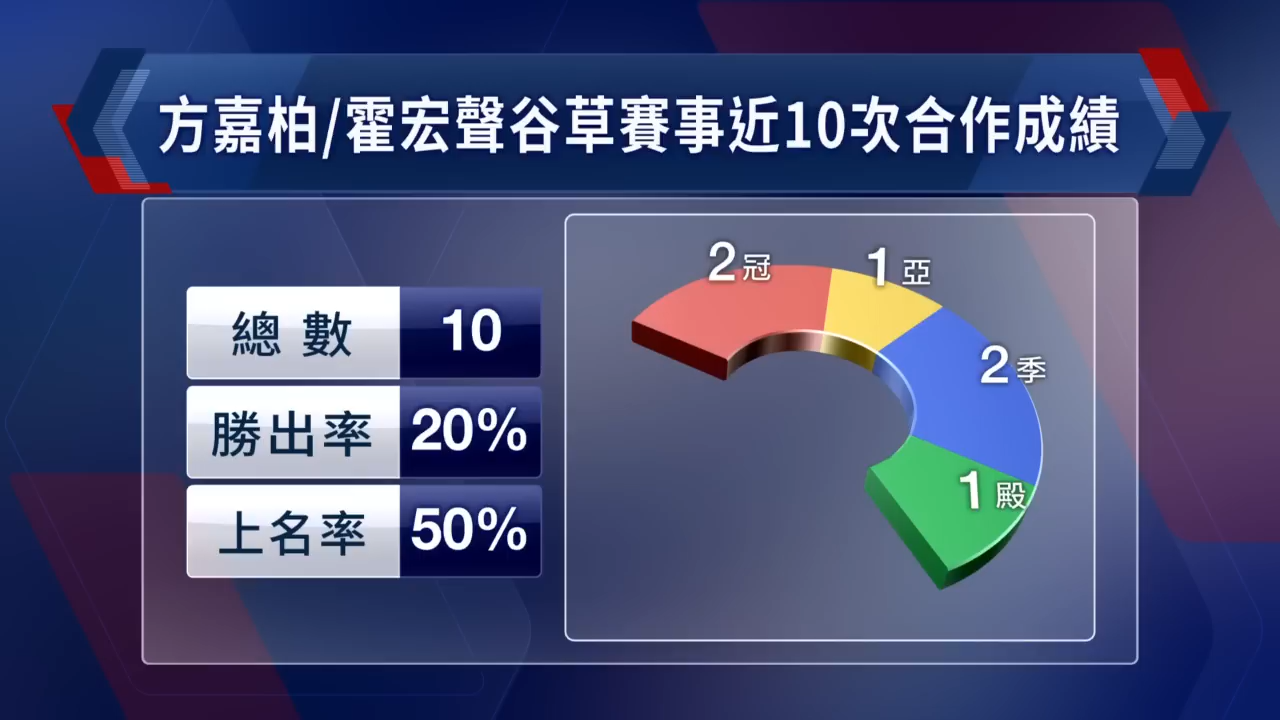 方嘉柏/霍宏聲谷草賽事近10次合作成績
總數 10
勝出率 20%
上名率 50%
2冠
1亞
2季
1殿